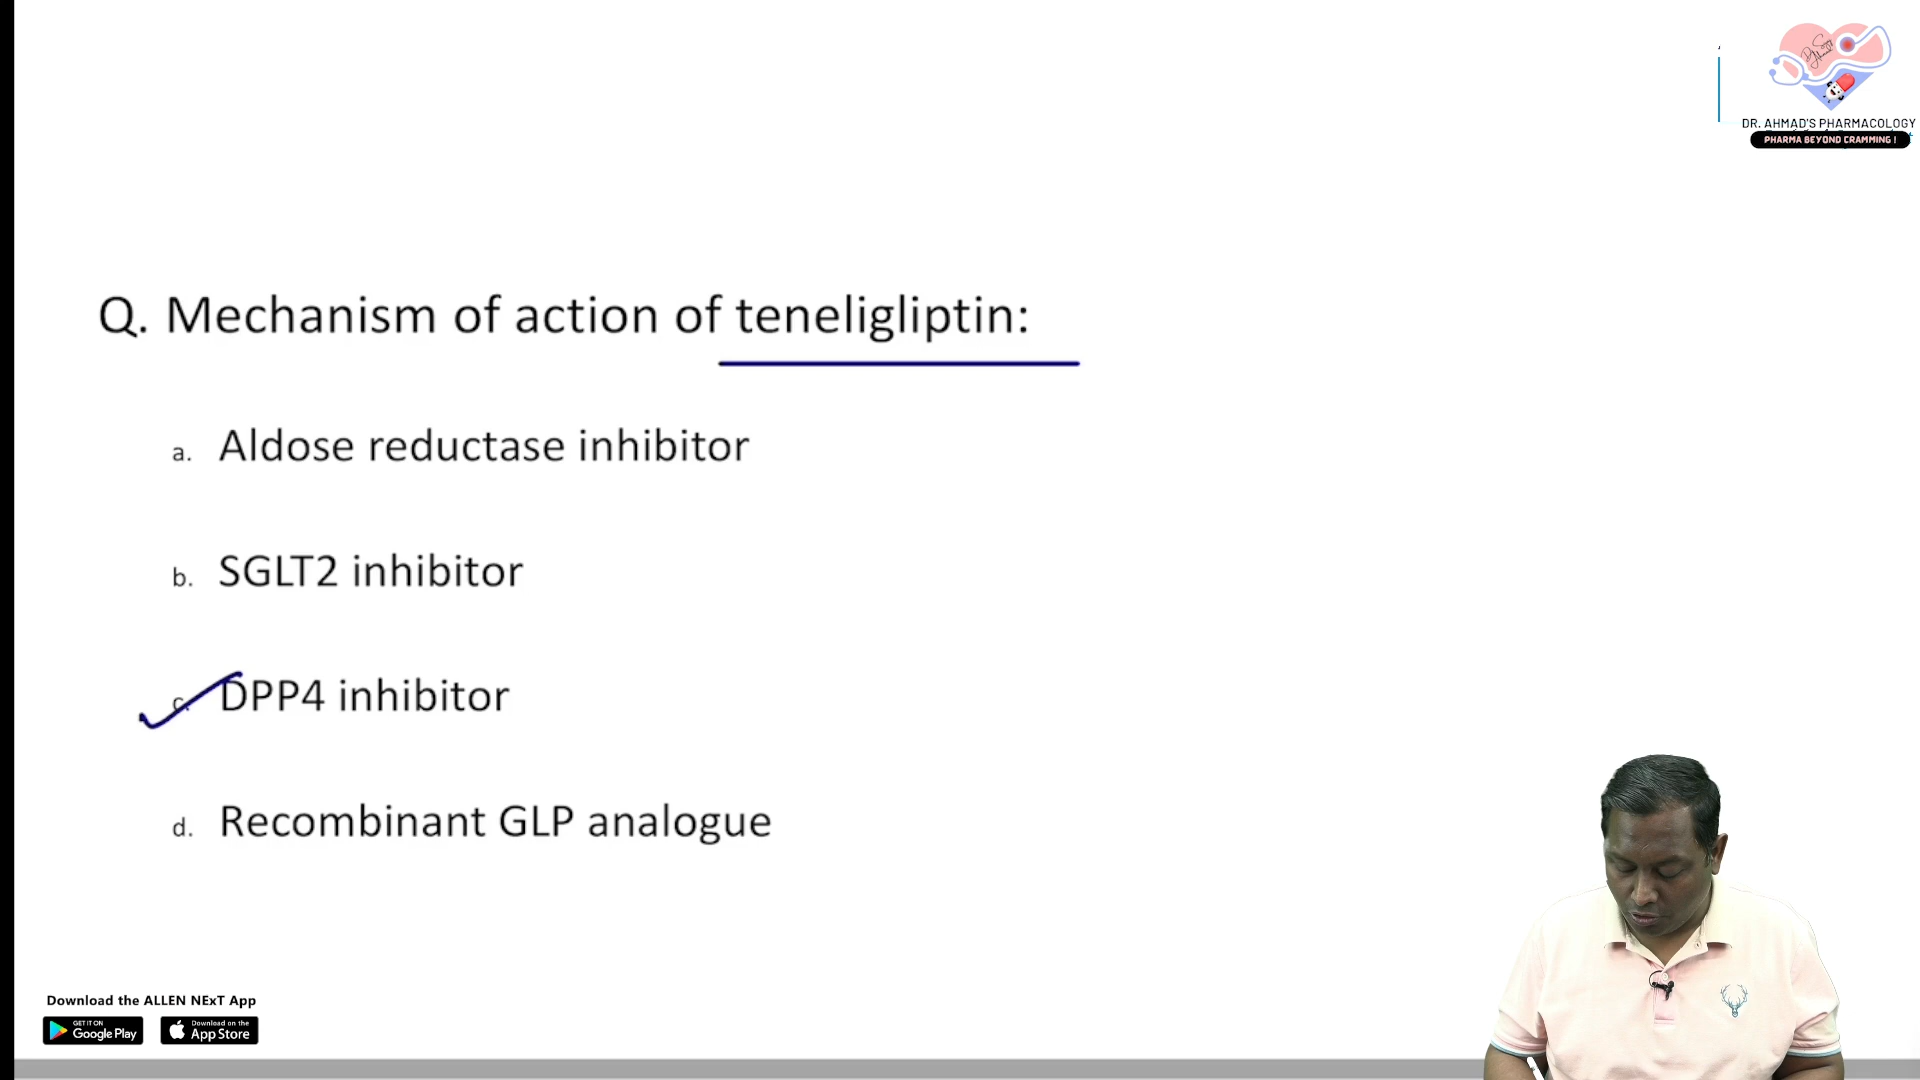 DR. AHMAD'S PHARMACOLOGY
PHARMA BEYOND CRAMMING !
Q. Mechanism of action of teneligliptin:
a. Aldose reductase inhibitor
b. SGLT2 inhibitor
c. DPP4 inhibitor
d. Recombinant GLP analogue
Download the ALLEN NExT App
GET IT ON
Google Play
Download on the
App Store